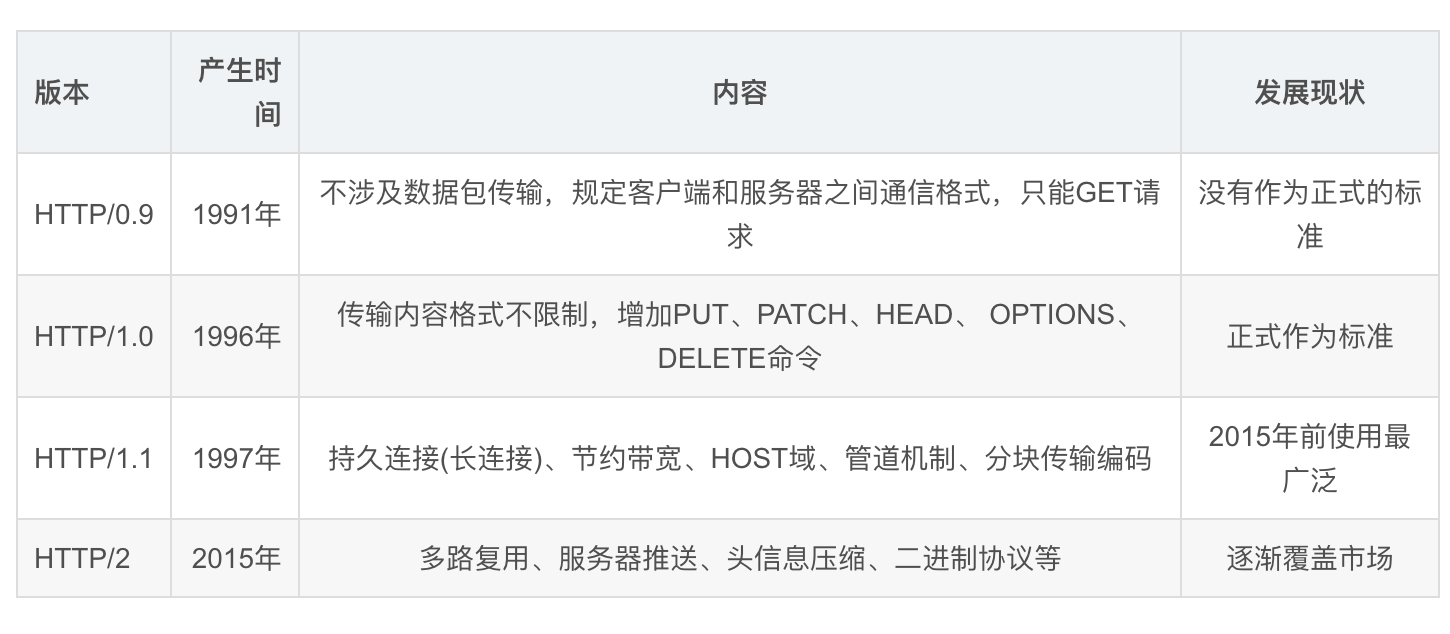 版本
产生时
间
内容
发展现状
HTTP/0.9
1991年
不涉及数据包传输，规定客户端和服务器之间通信格式，只能GET请
求
没有作为正式的标
准
HTTP/1.0
1996年
传输内容格式不限制，增加PUT、PATCH、HEAD、 OPTIONS、
DELETE命令
正式作为标准
HTTP/1.1
1997年
持久连接(长连接)、节约带宽、HOST域、管道机制、分块传输编码
2015年前使用最
广泛
HTTP/2
2015年
多路复用、服务器推送、头信息压缩、二进制协议等
逐渐覆盖市场